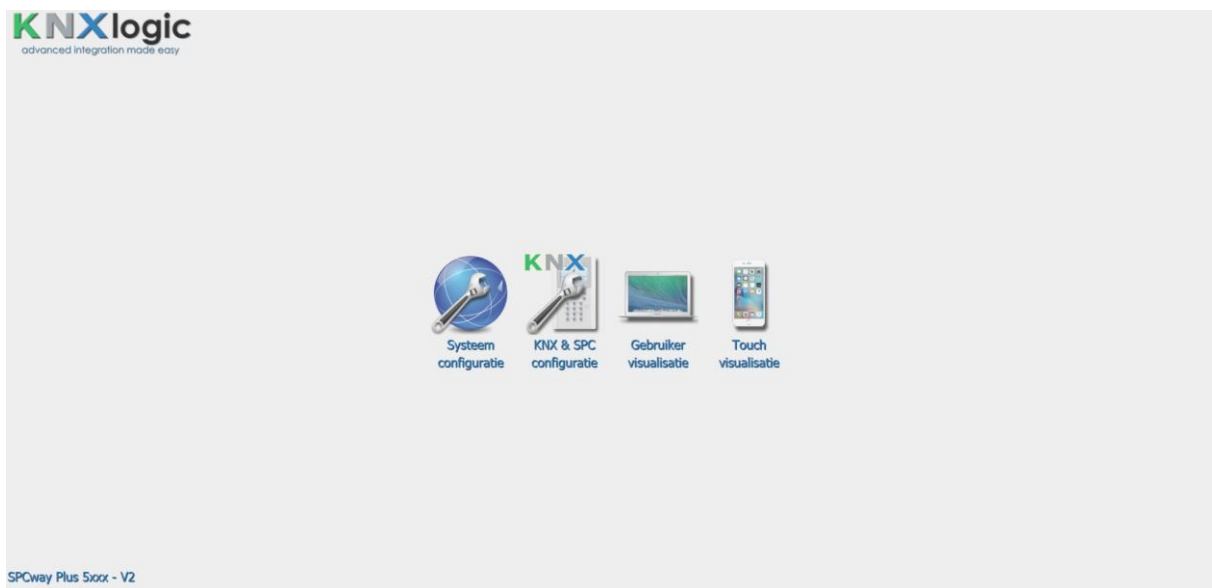 KNXlogic
advanced integration made easy
KNX
Systeem
configuratie
KNX & SPC
configuratie
Gebruiker
visualisatie
Touch
visualisatie
SPCway Plus 5xxx - V2